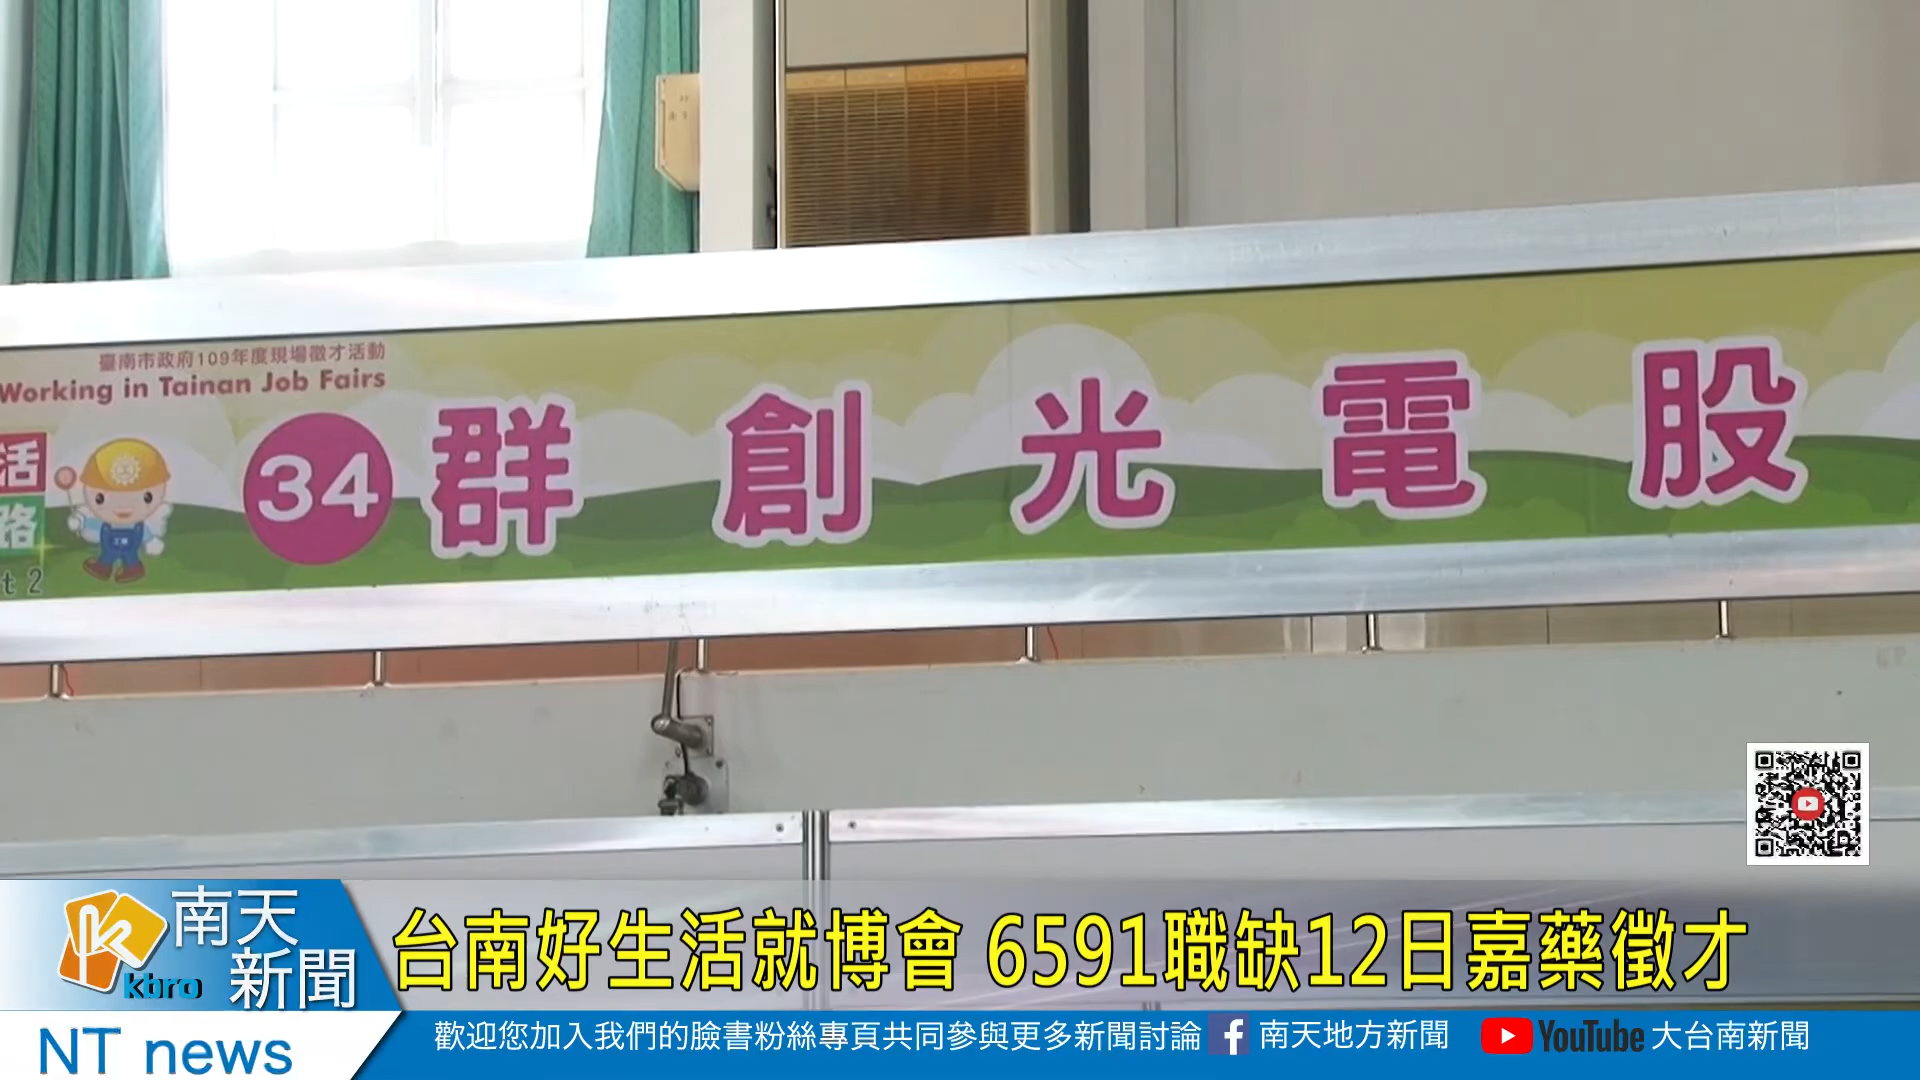 臺南市政府109年度現場徵才活動
Working in Tainan Job Fairs
活
路
t 2
34 群創光電股
南天
新聞
kbro
NT news
台南好生活就博會 6591職缺12日嘉藥徵才
歡迎您加入我們的臉書粉絲專頁共同參與更多新聞討論 南天地方新聞 YouTube 大台南新聞